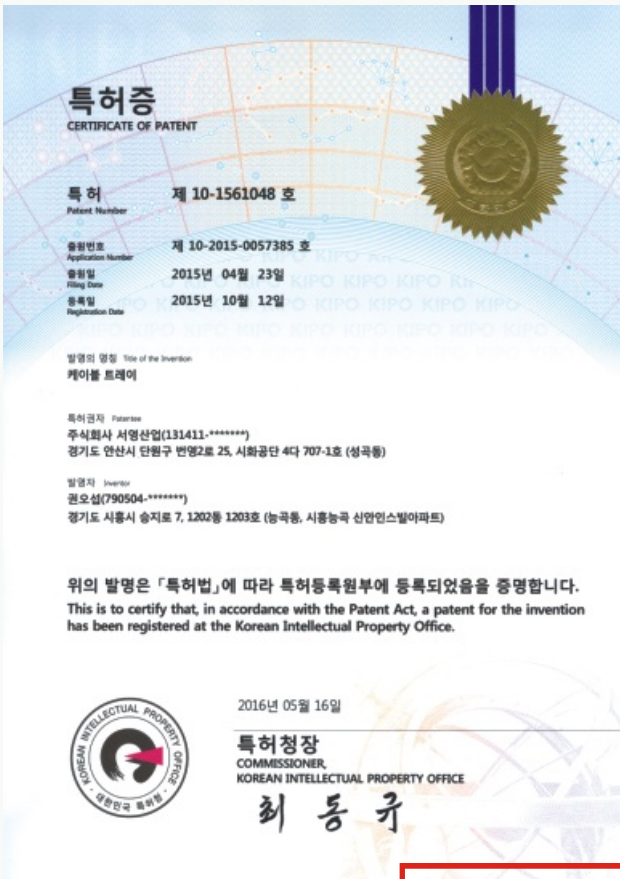 특허증
CERTIFICATE OF PATENT
특허 제 10-1561048 호
Patent Number
출원번호 제 10-2015-0057385 호
Application Number
출원일 2015년 04월 23일
Filing Date
등록일 2015년 10월 12일
Registration Date
발명의 명칭 Title of the Invention
케이블 트레이
특허권자 Patentee
주식회사 서영산업(131411-*******)
경기도 안산시 단원구 번영2로 25, 시화공단 4다 707-1호 (성곡동)
발명자 Inventor
권오섭(790504-*******)
경기도 시흥시 승지로 7, 1202동 1203호 (능곡동, 시흥능곡 신안인스빌아파트)
위의 발명은 「특허법」에 따라 특허등록원부에 등록되었음을 증명합니다.
This is to certify that, in accordance with the Patent Act, a patent for the invention
has been registered at the Korean Intellectual Property Office.
2016년 05월 16일
특허청장
COMMISSIONER,
KOREAN INTELLECTUAL PROPERTY OFFICE
최동규
KOREAN INTELLECTUAL PROPERTY OFFICE
대한민국 특허청